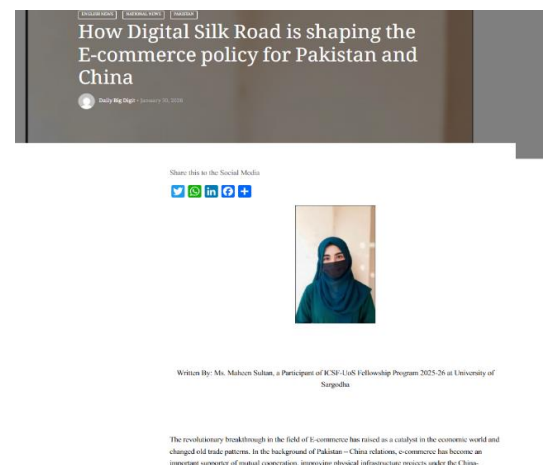 ENGLISH NEWS NATIONAL NEWS PAKISTAN
How Digital Silk Road is shaping the
E-commerce policy for Pakistan and
China
Daily Big Digit • January
Share this to the Social Media
Written By: Ms. Maheen Sultan, a Participant of ICSF-UoS Fellowship Program 2025-26 at University of
Sargodha
The revolutionary breakthrough in the field of E-commerce has raised as a catalyst in the economic world and
changed old trade patterns. In the background of Pakistan – China relations, e-commerce has become an
important supporter of mutual cooperation, improving physical infrastructure projects under the China-